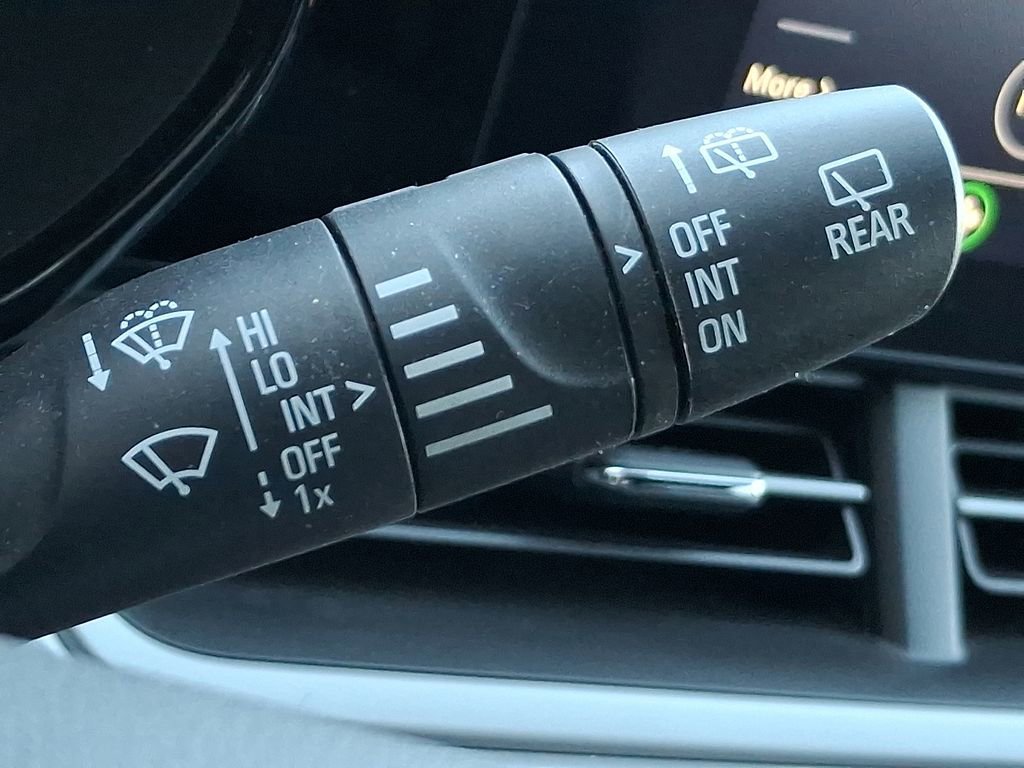 More >
OFF
INT
ON
REAR
>
HI
LO
INT >
OFF
1x